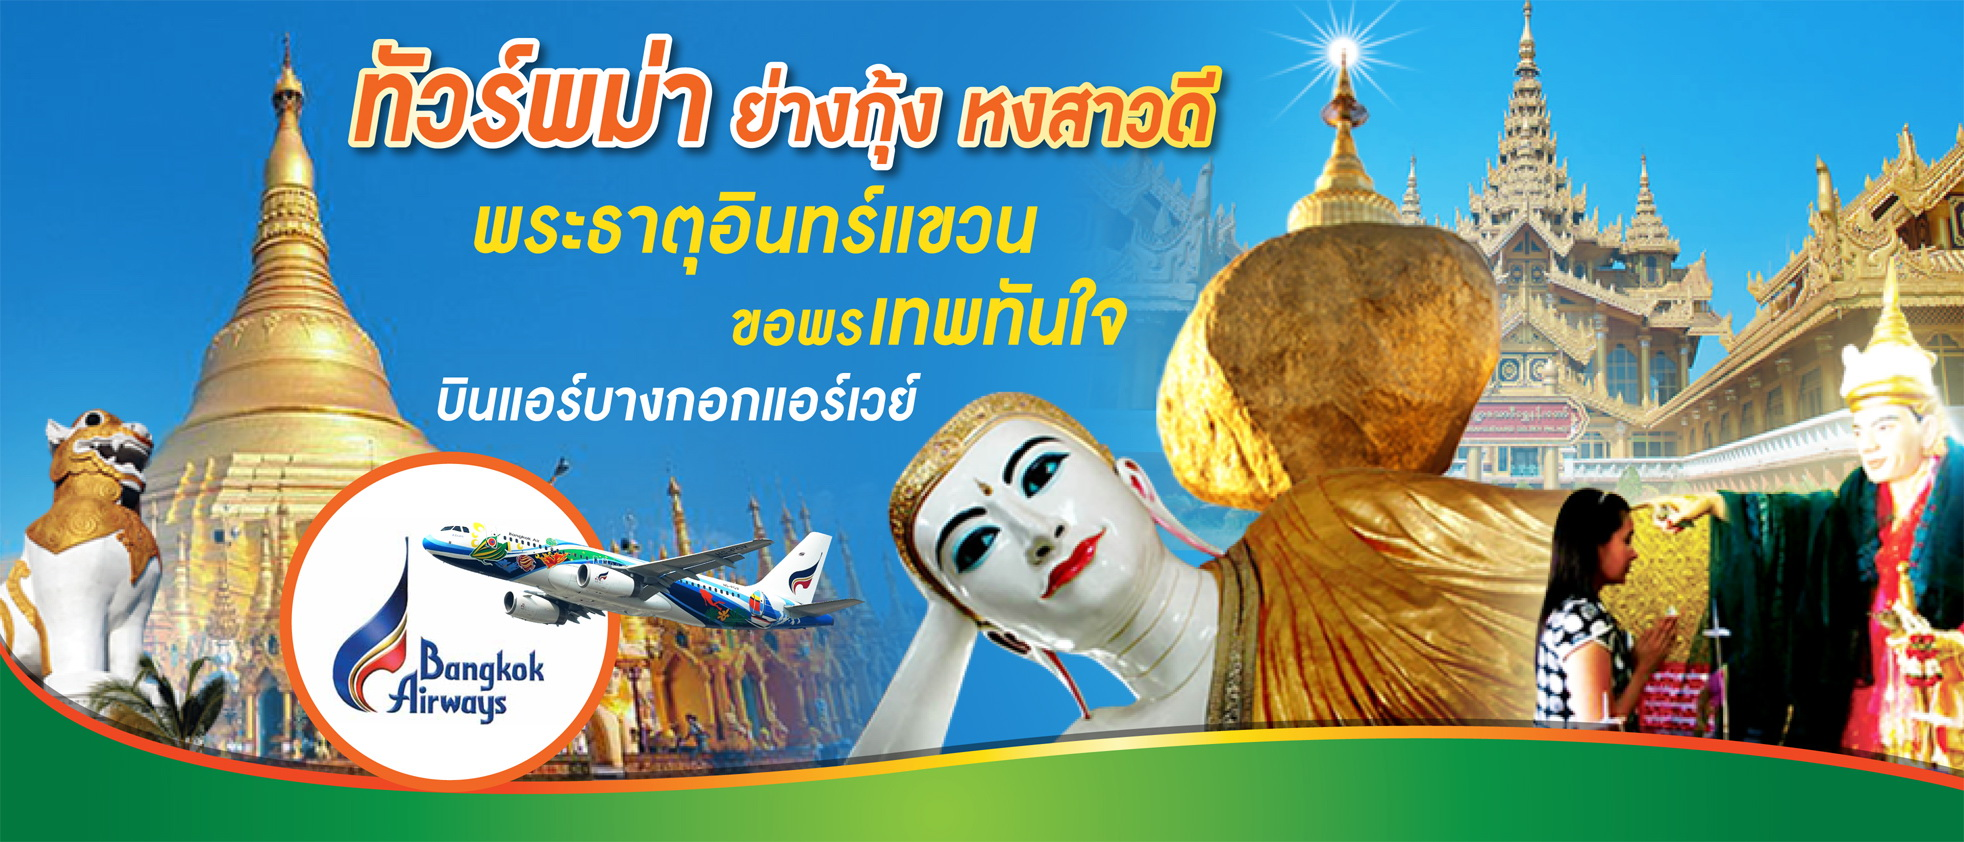 ทัวร์พม่า ย่างกุ้ง หงสาวดี
พระธาตุอินทร์แขวน
ขอพรเทพทันใจ
บินแอร์บางกอกแอร์เวย์
Bangkok
Airways
Bangkok Air